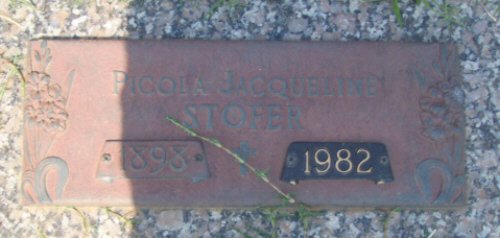 PICOLA JACQUELINE
STOFER
1898 1982